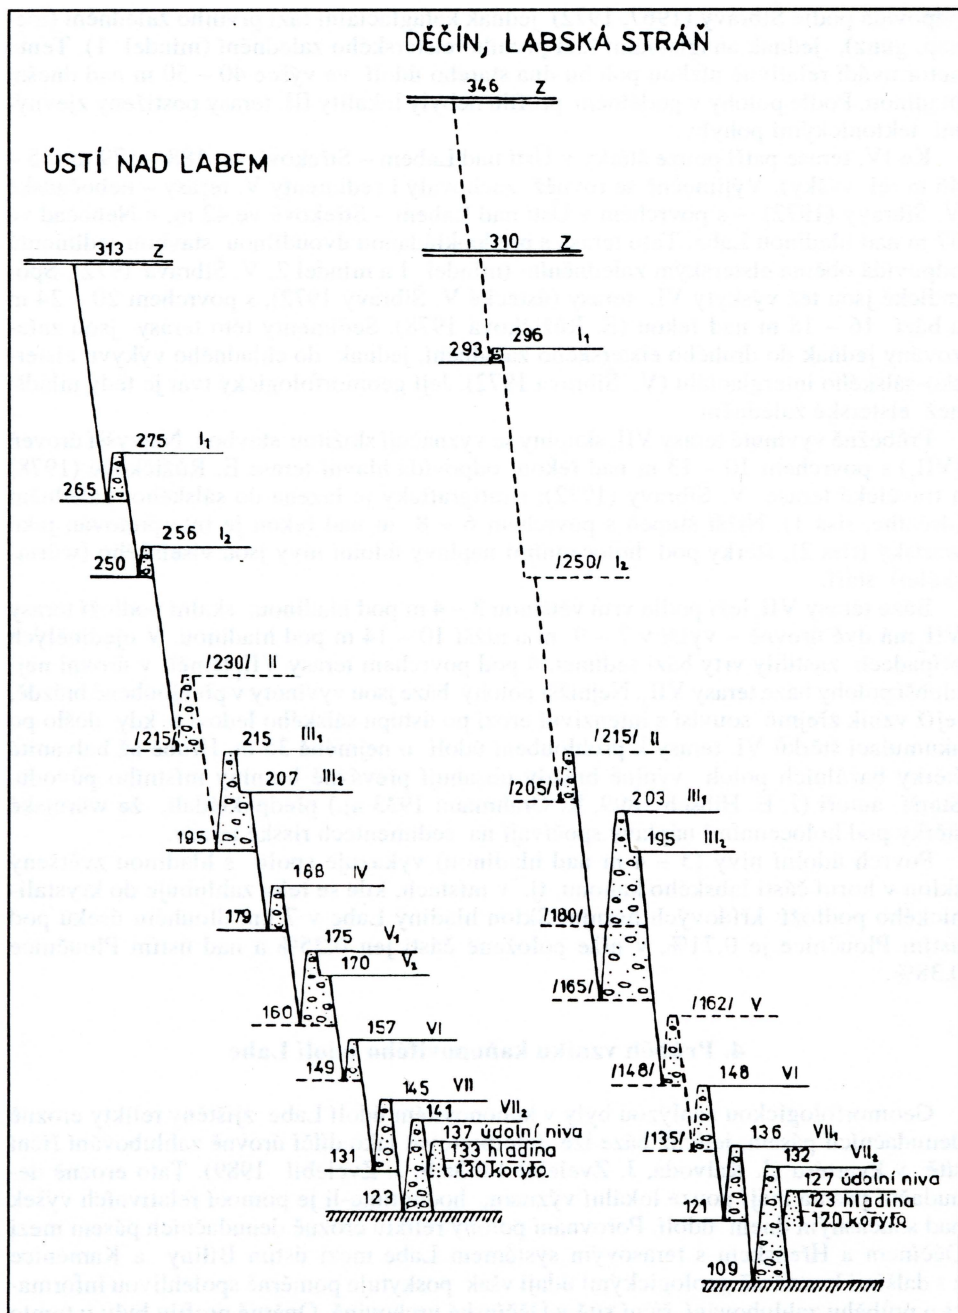 DĚČÍN, LABSKÁ STRÁŇ
346 Z
ÚSTÍ NAD LABEM
313 Z
310 Z
296 I₁
293
275 I₁
265
256 I₂
250
/250/ I₂
/230/ II
/215/
215 III₁
207 III₂
195
/215/ II
/205/
203 III₁
195 III₂
/180/
/165/
168 IV
179
175 V₁
170 V₂
160
/162/ V
/148/
157 VI
149
148 VI
/135/
145 VII
141 VII₂
137 údolní niva
133 hladina
130 koryto
131
123
136 VII₁
132 VII₂
127 údolní niva
123 hladina
120 koryto
121
109